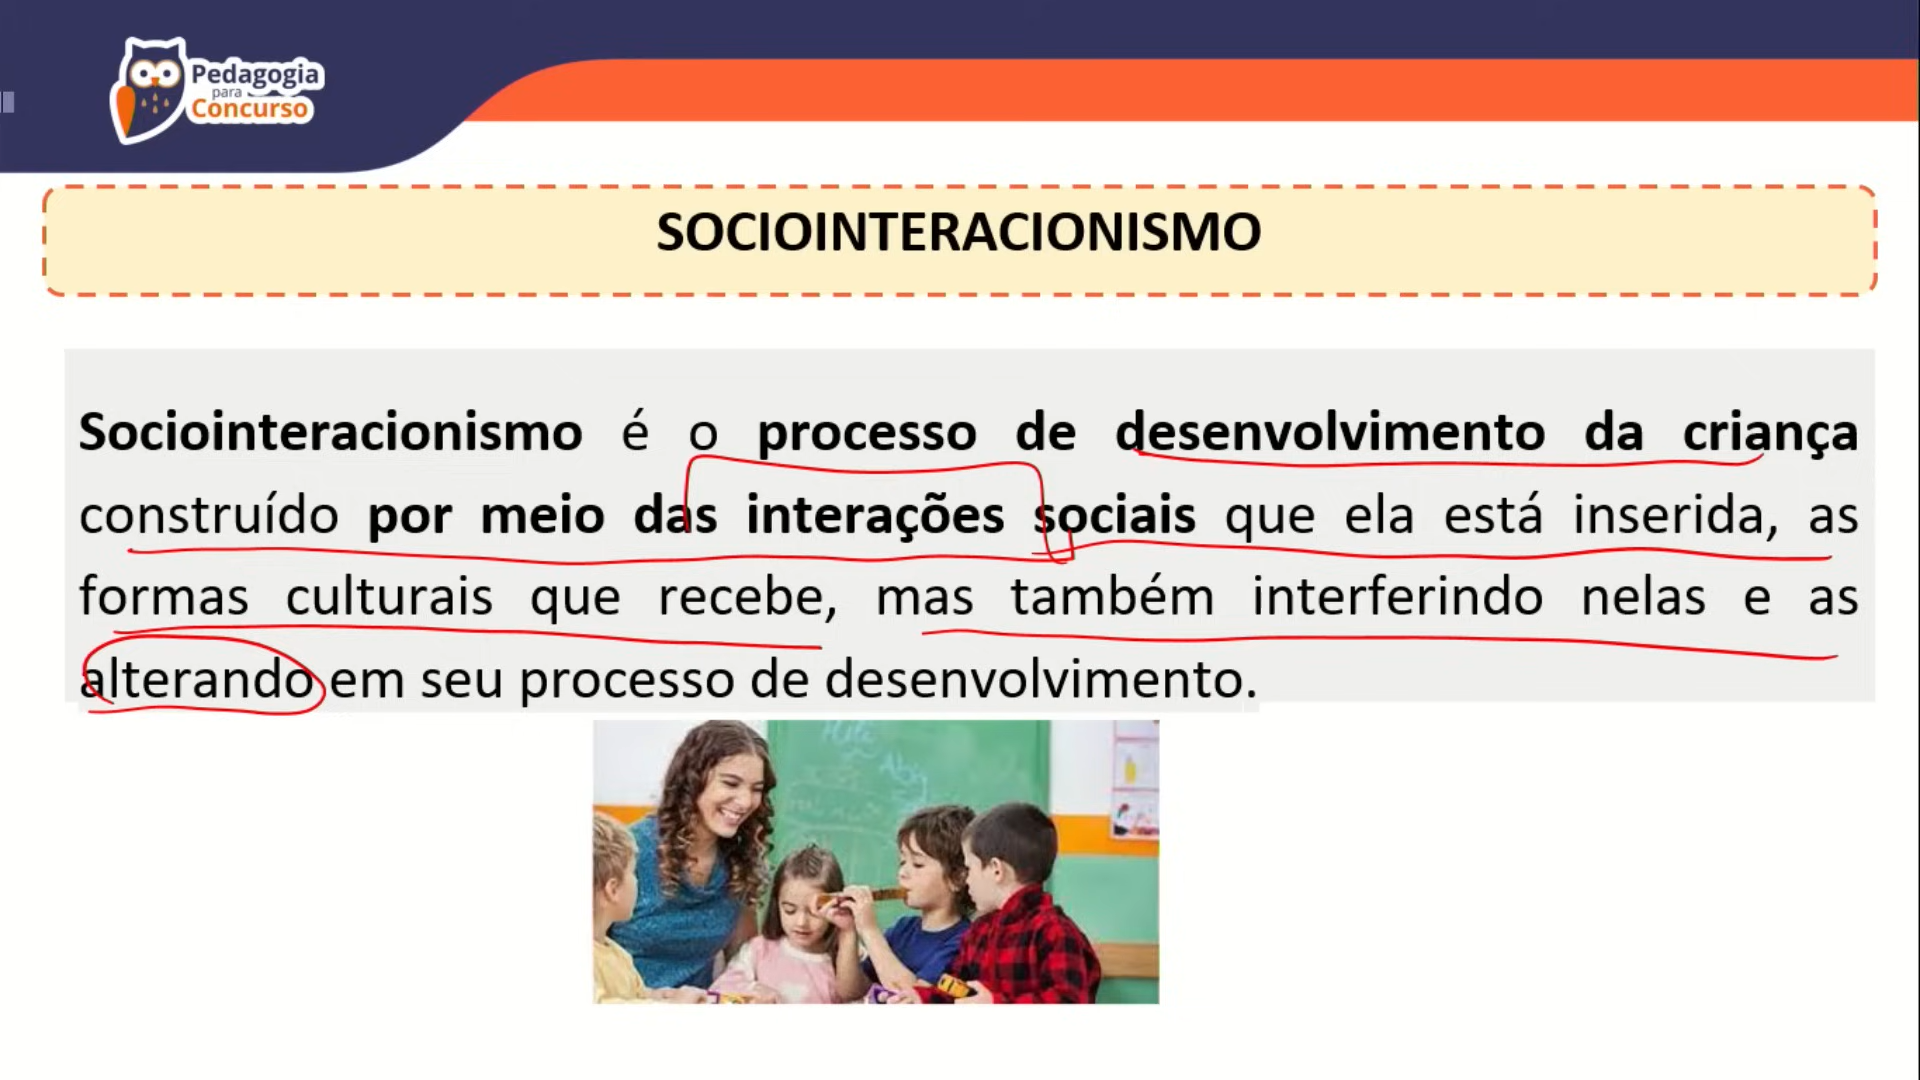 Pedagogia
para
Concurso
SOCIOINTERACIONISMO
Sociointeracionismo é o processo de desenvolvimento da criança
construído por meio das interações sociais que ela está inserida, as
formas culturais que recebe, mas também interferindo nelas e as
alterando em seu processo de desenvolvimento.